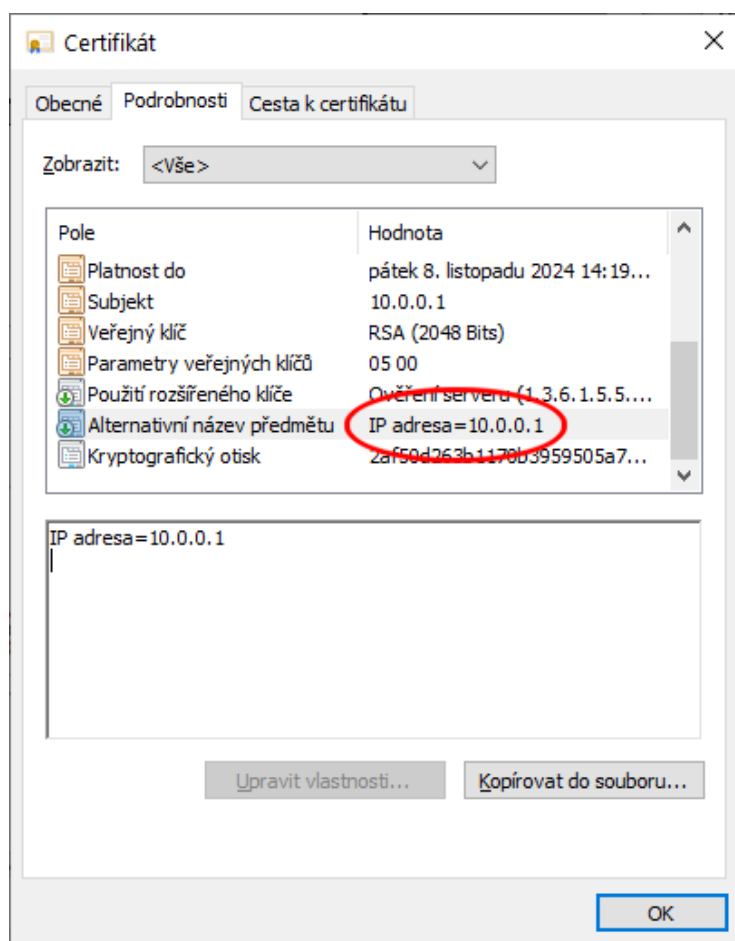 Certifikát
Obecné Podrobnosti Cesta k certifikátu
Zobrazit: <Vše>
Pole Hodnota
Platnost do pátek 8. listopadu 2024 14:19...
Subjekt 10.0.0.1
Veřejný klíč RSA (2048 Bits)
Parametry veřejných klíčů 05 00
Použití rozšířeného klíče Ověření serveru (1.3.6.1.5.5....
Alternativní název předmětu IP adresa=10.0.0.1
Kryptografický otisk 2af50d263b1178b3959505a7...
IP adresa=10.0.0.1
Upravit vlastnosti... Kopírovat do souboru...
OK